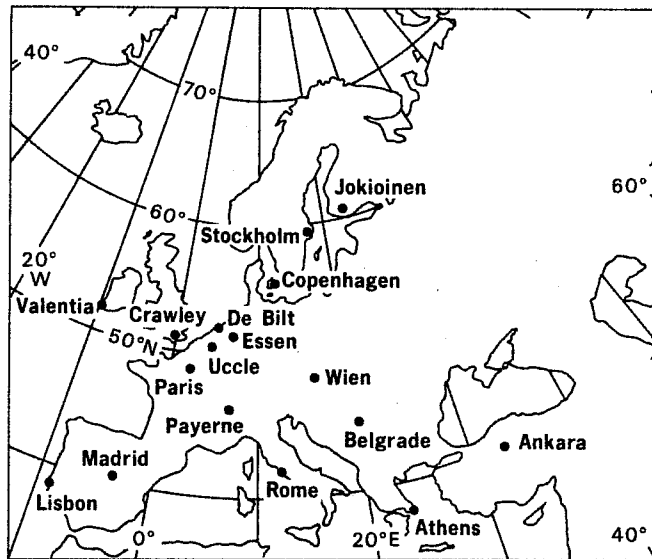 40°
70°
Jokioinen
60°
60°
Stockholm
20°
W
Copenhagen
Valentia
Crawley
De Bilt
50°N
Essen
Uccle
Paris
Wien
Payerne
Belgrade
Ankara
Madrid
Rome
Lisbon
Athens
0°
20°E
40°